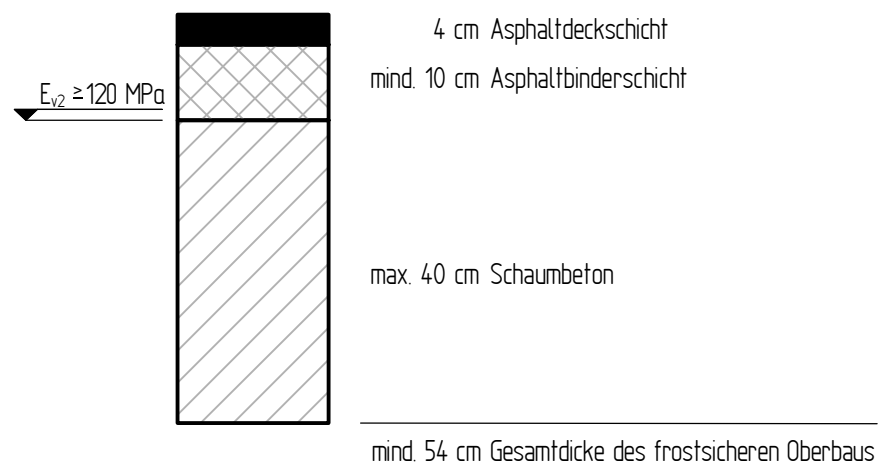 4 cm Asphaltdeckschicht
mind. 10 cm Asphaltbinderschicht
Ev2 ≥120 MPa
max. 40 cm Schaumbeton
mind. 54 cm Gesamtdicke des frostsicheren Oberbaus